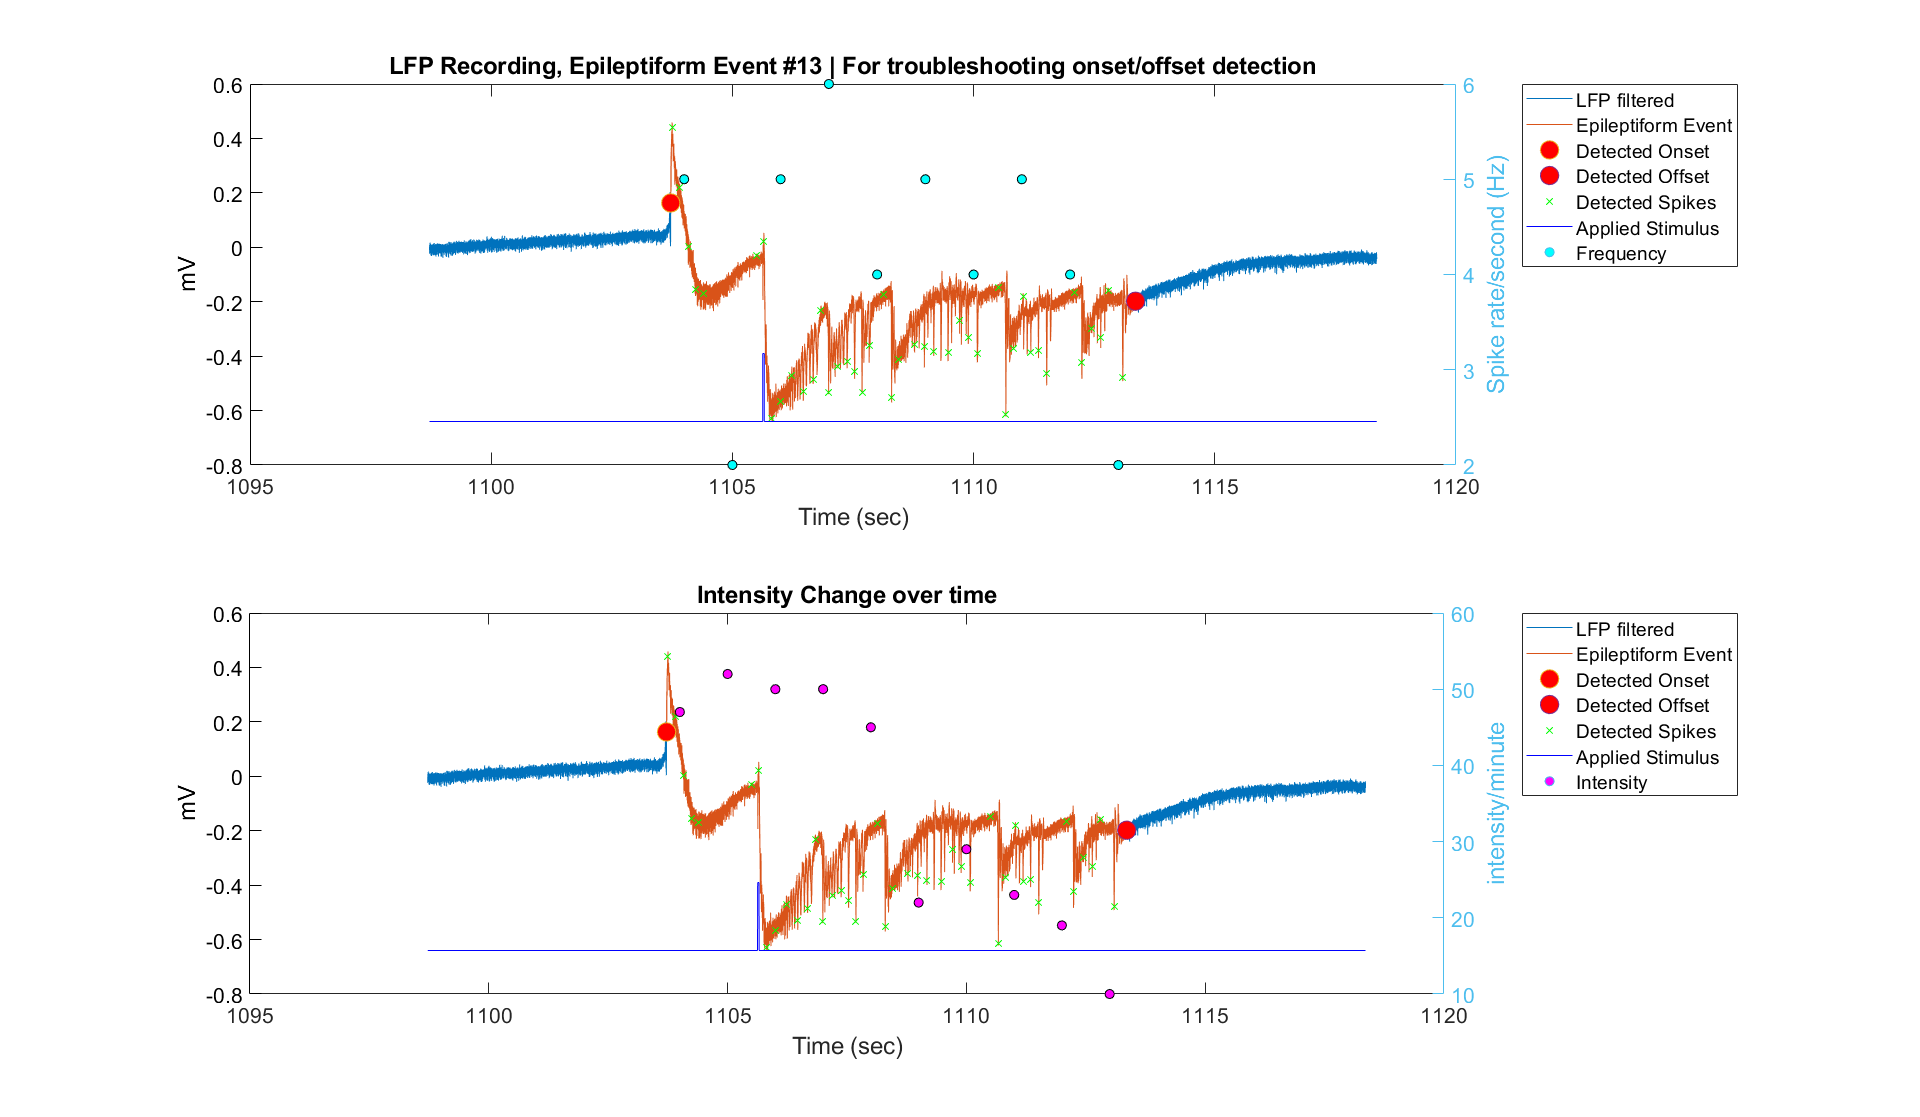 LFP Recording, Epileptiform Event #13 | For troubleshooting onset/offset detection
0.6
0.4
0.2
0
-0.2
-0.4
-0.6
-0.8
mV
1095
1100
1105
1110
1115
1120
Time (sec)
6
5
4
3
2
Spike rate/second (Hz)
LFP filtered
Epileptiform Event
Detected Onset
Detected Offset
Detected Spikes
Applied Stimulus
Frequency
Intensity Change over time
0.6
0.4
0.2
0
-0.2
-0.4
-0.6
-0.8
mV
1095
1100
1105
1110
1115
1120
Time (sec)
60
50
40
30
20
10
intensity/minute
LFP filtered
Epileptiform Event
Detected Onset
Detected Offset
Detected Spikes
Applied Stimulus
Intensity